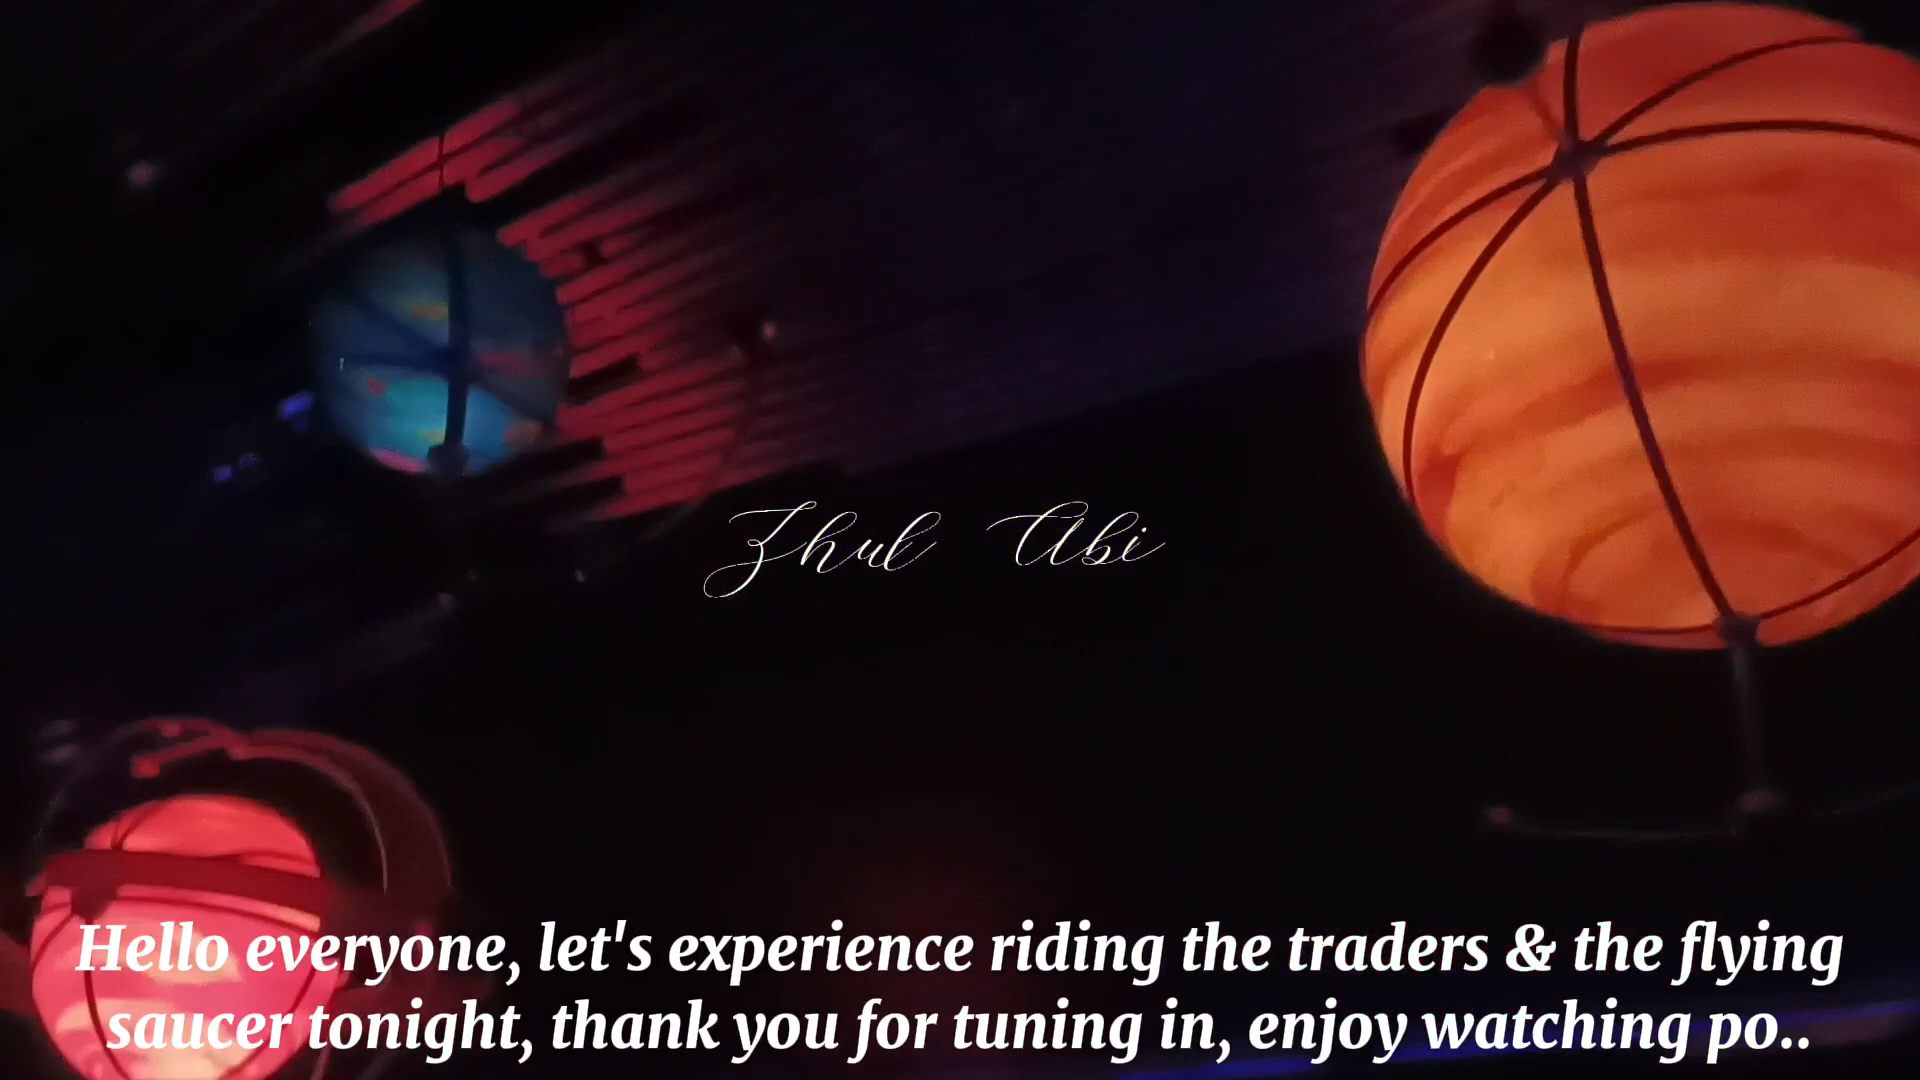 Zhul Abi
Hello everyone, let's experience riding the traders & the flying
saucer tonight, thank you for tuning in, enjoy watching po..